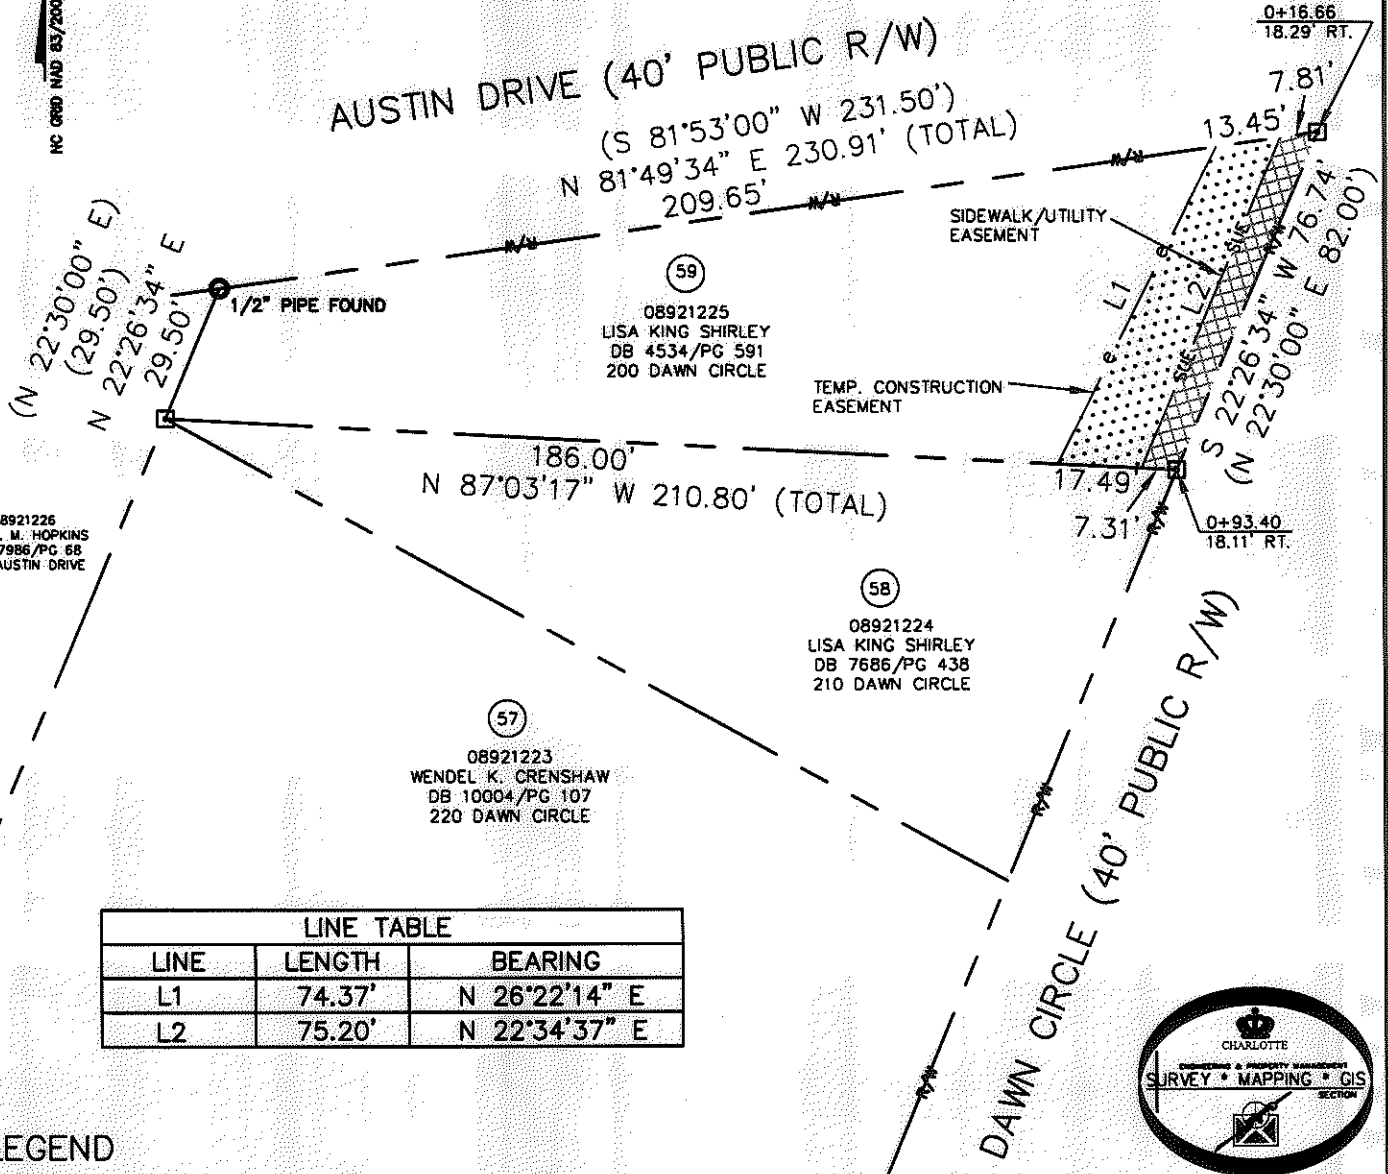 0+16.66
18.29' RT.
NC GRID NAD 83/200
AUSTIN DRIVE (40' PUBLIC R/W)
(S 81°53'00" W 231.50')
N 81°49'34" E 230.91' (TOTAL)
209.65'
7.81'
13.45'
R/W
R/W
R/W
(N 22°30'00" E)
(29.50')
N 22°26'34" E
29.50'
1/2" PIPE FOUND
59
08921225
LISA KING SHIRLEY
DB 4534/PG 591
200 DAWN CIRCLE
SIDEWALK/UTILITY
EASEMENT
TEMP. CONSTRUCTION
EASEMENT
e
L1
e
SUE
L2
SUE
R/W
S 22°26'34" W 76.74'
(N 22°30'00" E 82.00')
186.00'
N 87°03'17" W 210.80' (TOTAL)
17.49'
7.31'
R/W
0+93.40
18.11' RT.
8921226
. M. HOPKINS
7986/PG 68
AUSTIN DRIVE
58
08921224
LISA KING SHIRLEY
DB 7686/PG 438
210 DAWN CIRCLE
57
08921223
WENDEL K. CRENSHAW
DB 10004/PG 107
220 DAWN CIRCLE
R/W
R/W
DAWN CIRCLE (40' PUBLIC R/W)
LINE TABLE
LINE LENGTH BEARING
L1 74.37' N 26°22'14" E
L2 75.20' N 22°34'37" E
CHARLOTTE
ENGINEERING & PROPERTY MANAGEMENT
SURVEY * MAPPING * GIS
SECTION
LEGEND